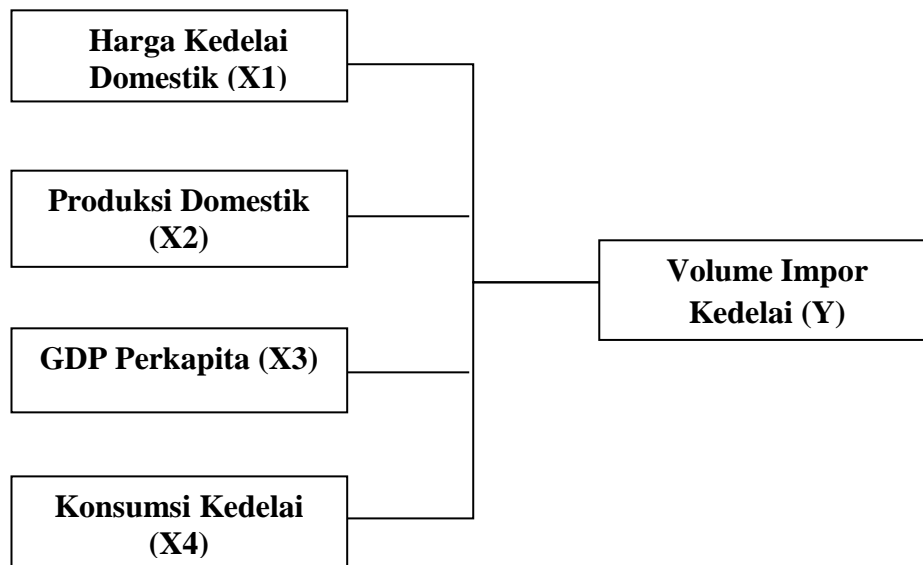 Harga Kedelai
Domestik (X1)
Produksi Domestik
(X2)
GDP Perkapita (X3)
Konsumsi Kedelai
(X4)
Volume Impor
Kedelai (Y)